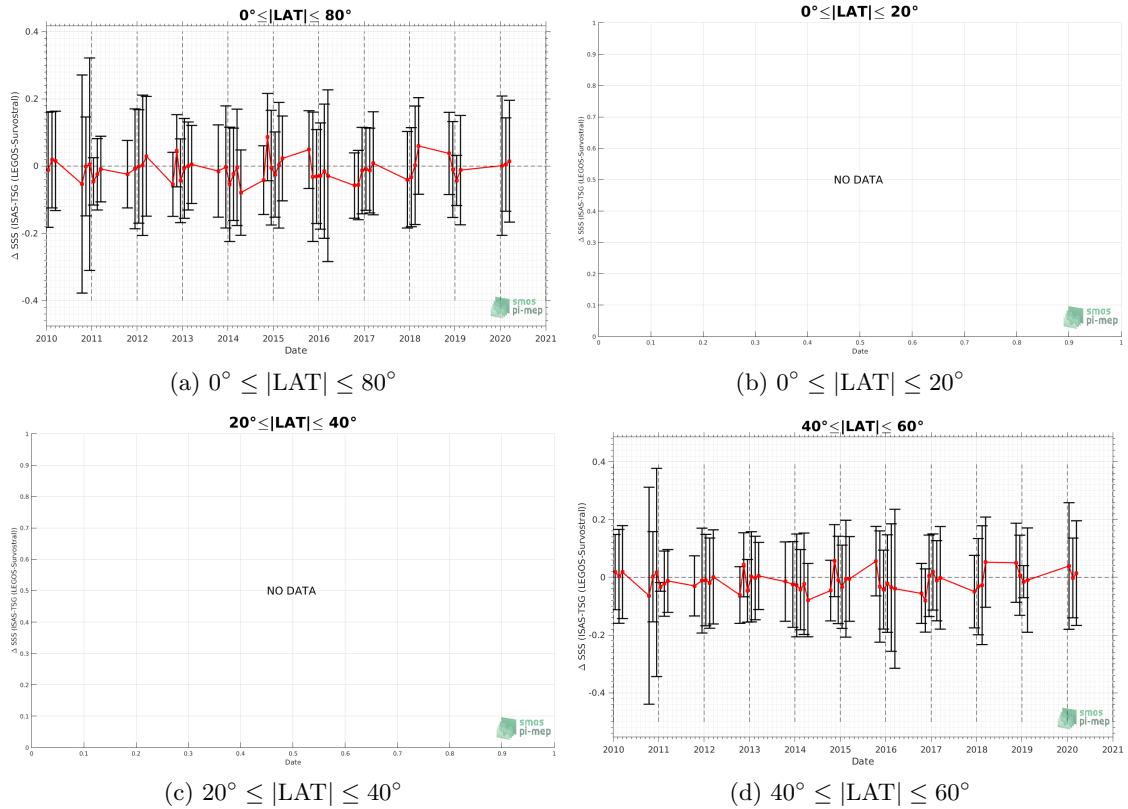 0°≤|LAT|≤ 80°
Δ SSS (ISAS-TSG (LEGOS-Survostral))
0.4
0.2
0
-0.2
-0.4
2010 2011 2012 2013 2014 2015 2016 2017 2018 2019 2020 2021
Date
smos
pi-mep
(a) 0° ≤ |LAT| ≤ 80°
0°≤|LAT|≤ 20°
Δ SSS (ISAS-TSG (LEGOS-Survostral))
1
0.9
0.8
0.7
0.6
0.5
0.4
0.3
0.2
0.1
0
NO DATA
0 0.1 0.2 0.3 0.4 0.5 0.6 0.7 0.8 0.9 1
Date
smos
pi-mep
(b) 0° ≤ |LAT| ≤ 20°
20°≤|LAT|≤ 40°
Δ SSS (ISAS-TSG (LEGOS-Survostral))
1
0.9
0.8
0.7
0.6
0.5
0.4
0.3
0.2
0.1
0
NO DATA
0 0.1 0.2 0.3 0.4 0.5 0.6 0.7 0.8 0.9 1
Date
smos
pi-mep
(c) 20° ≤ |LAT| ≤ 40°
40°≤|LAT|≤ 60°
Δ SSS (ISAS-TSG (LEGOS-Survostral))
0.4
0.2
0
-0.2
-0.4
2010 2011 2012 2013 2014 2015 2016 2017 2018 2019 2020 2021
Date
smos
pi-mep
(d) 40° ≤ |LAT| ≤ 60°